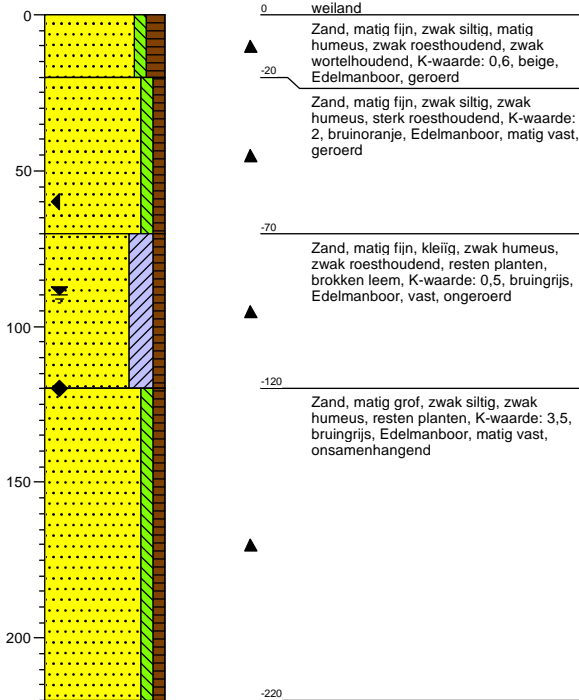 0
50
100
150
200
0 weiland
Zand, matig fijn, zwak siltig, matig
humeus, zwak roesthoudend, zwak
wortelhoudend, K-waarde: 0,6, beige,
Edelmanboor, geroerd
-20
Zand, matig fijn, zwak siltig, zwak
humeus, sterk roesthoudend, K-waarde:
2, bruinoranje, Edelmanboor, matig vast,
geroerd
-70
Zand, matig fijn, kleiïg, zwak humeus,
zwak roesthoudend, resten planten,
brokken leem, K-waarde: 0,5, bruingrijs,
Edelmanboor, vast, ongeroerd
-120
Zand, matig grof, zwak siltig, zwak
humeus, resten planten, K-waarde: 3,5,
bruingrijs, Edelmanboor, matig vast,
onsamenhangend
-220